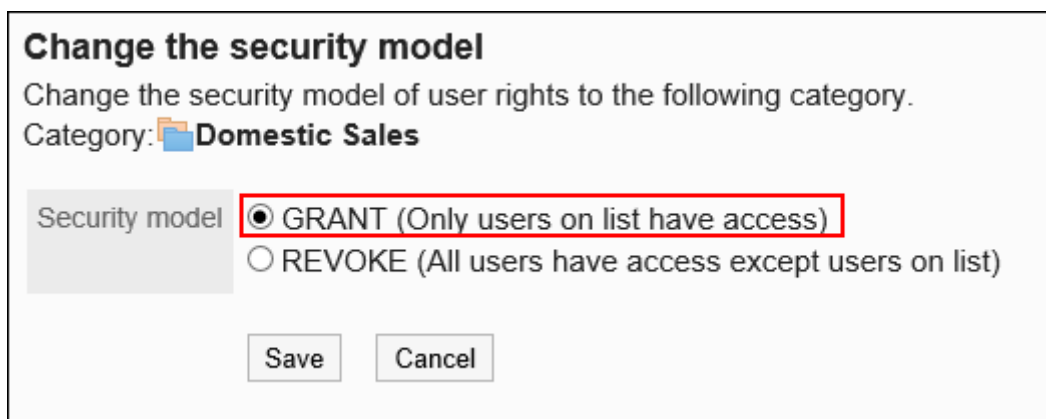 Change the security model
Change the security model of user rights to the following category.
Category: Domestic Sales
Security model
GRANT (Only users on list have access)
REVOKE (All users have access except users on list)
Save Cancel